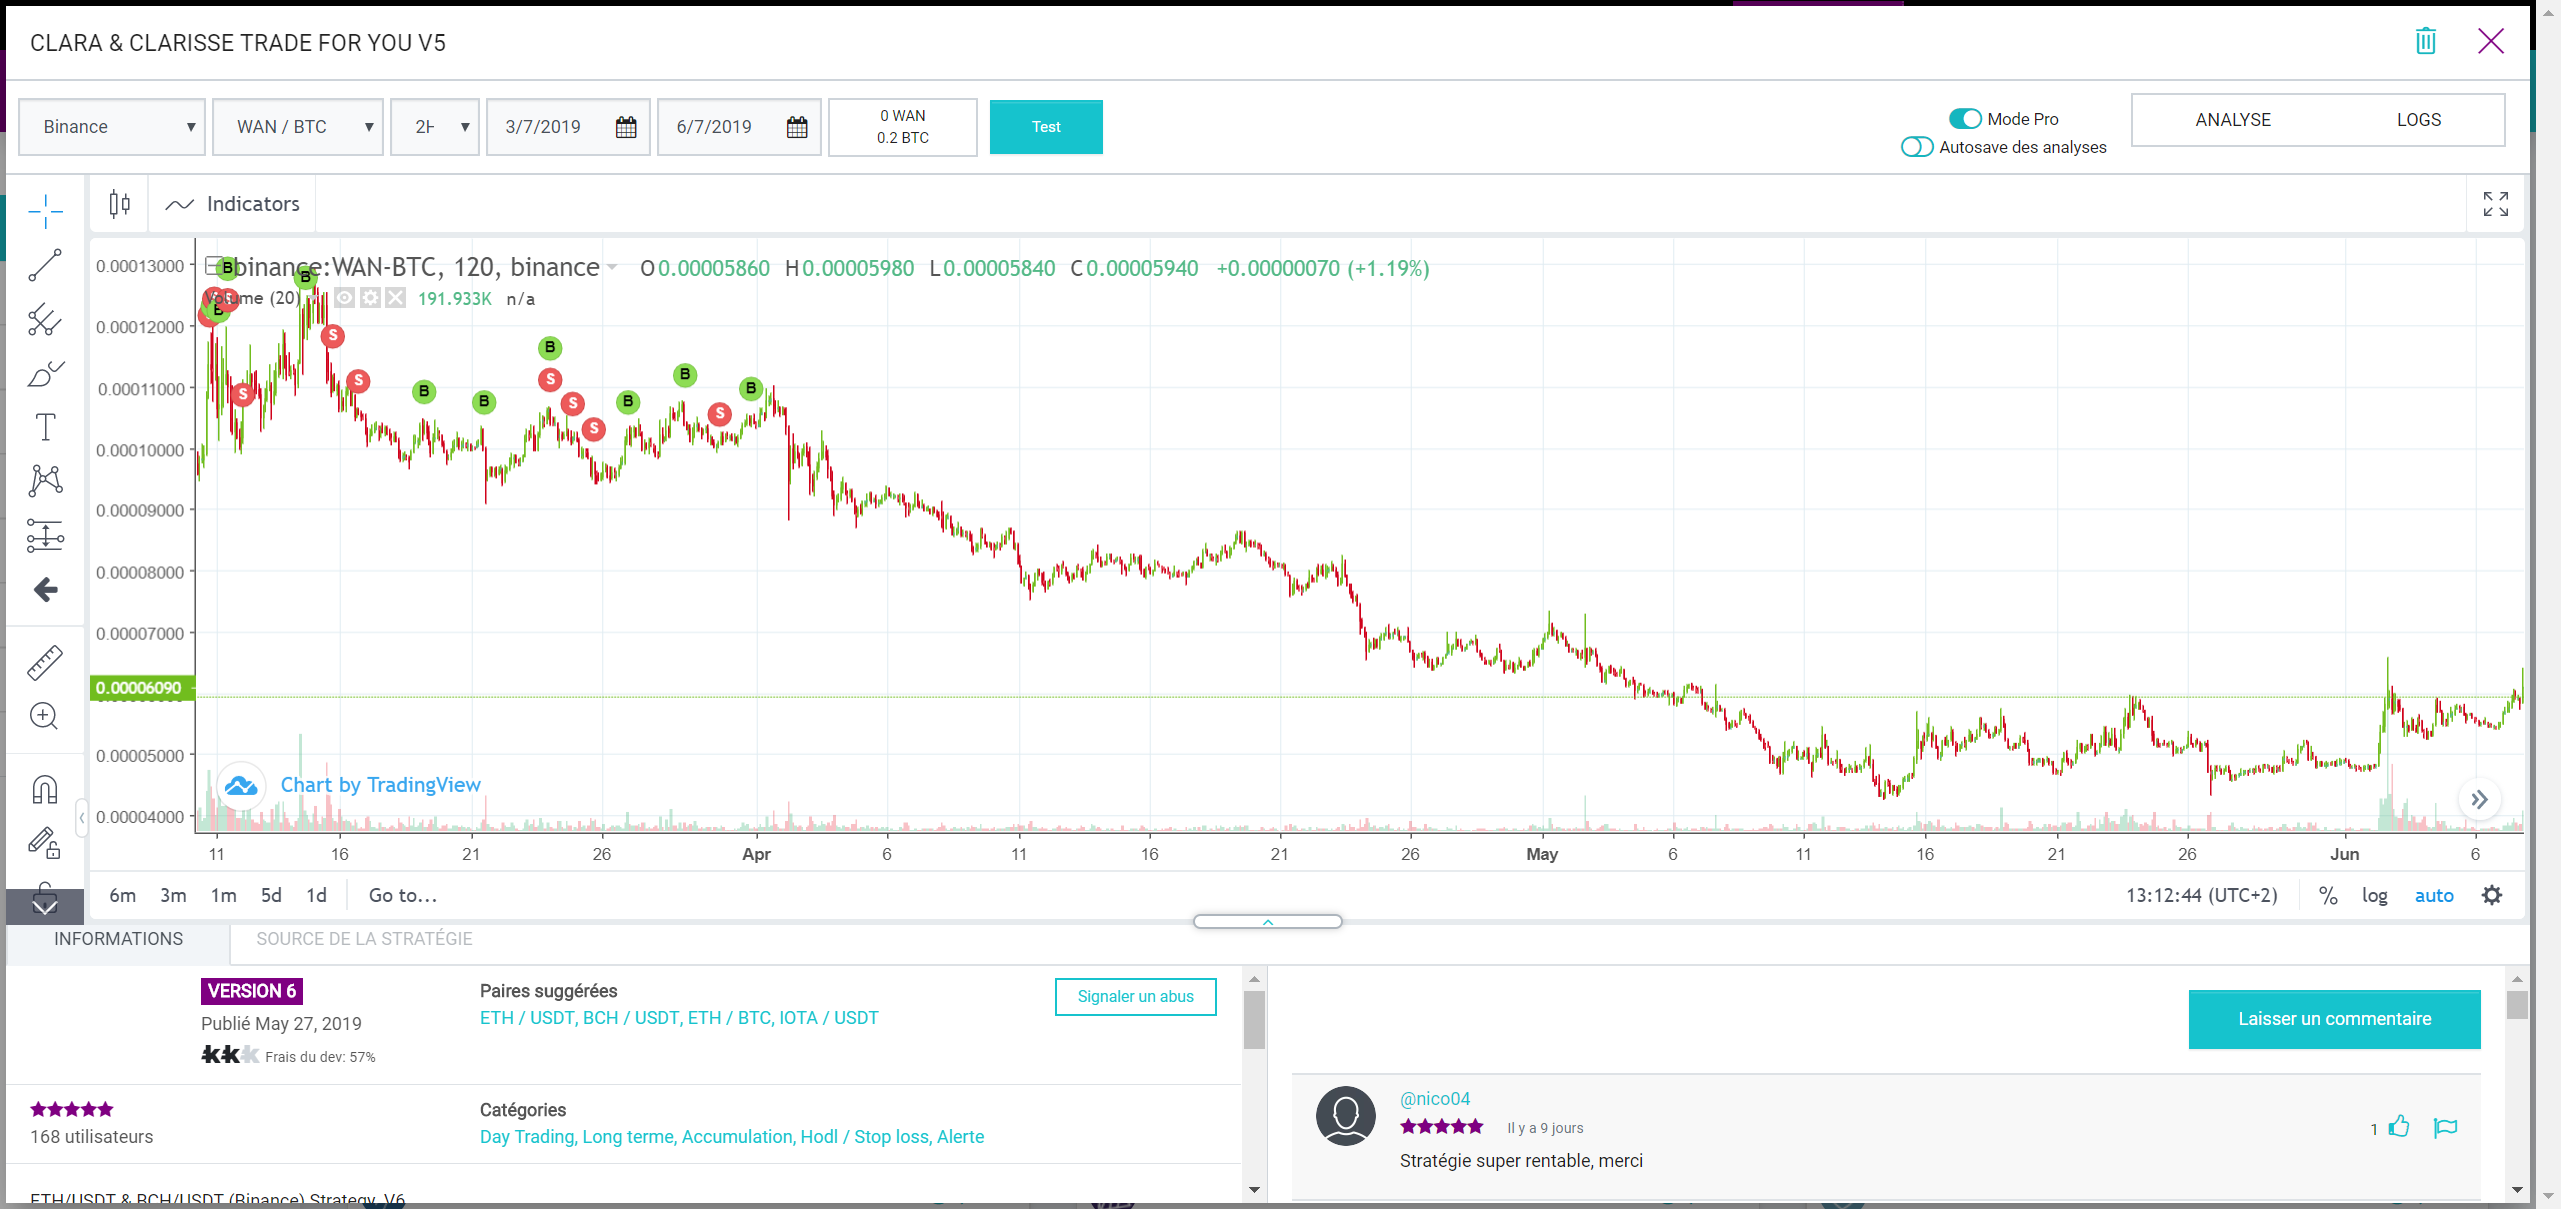 CLARA & CLARISSE TRADE FOR YOU V5
Binance
WAN / BTC
2H
3/7/2019
6/7/2019
0 WAN
0.2 BTC
Test
Mode Pro
Autosave des analyses
ANALYSE
LOGS
Indicators
binance:WAN-BTC, 120, binance
O0.00005860 H0.00005980 L0.00005840 C0.00005940 +0.00000070 (+1.19%)
Volume (20)
191.933K n/a
0.00013000
0.00012000
0.00011000
0.00010000
0.00009000
0.00008000
0.00007000
0.00006090
0.00005000
0.00004000
B
B
B
S
S
S
S
B
B
B
S
S
S
B
B
S
B
Chart by TradingView
11 16 21 26 Apr 6 11 16 21 26 May 6 11 16 21 26 Jun 6
6m 3m 1m 5d 1d Go to...
13:12:44 (UTC+2) % log auto
INFORMATIONS
SOURCE DE LA STRATÉGIE
VERSION 6
Publié May 27, 2019
Frais du dev: 57%
Paires suggérées
ETH / USDT, BCH / USDT, ETH / BTC, IOTA / USDT
Signaler un abus
168 utilisateurs
Catégories
Day Trading, Long terme, Accumulation, Hodl / Stop loss, Alerte
ETH/USDT & BCH/USDT (Binance) Strategy V6
Laisser un commentaire
@nico04
Il y a 9 jours
1
Stratégie super rentable, merci